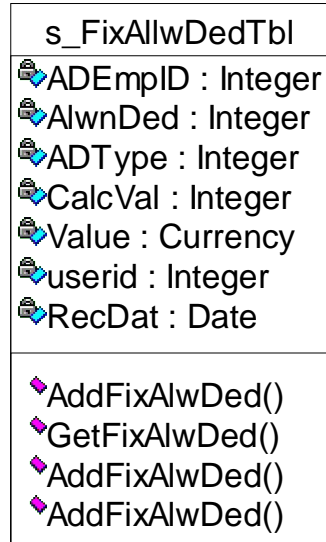 s_FixAllwDedTbl
ADEmpID : Integer
AlwnDed : Integer
ADType : Integer
CalcVal : Integer
Value : Currency
userid : Integer
RecDat : Date
AddFixAlwDed()
GetFixAlwDed()
AddFixAlwDed()
AddFixAlwDed()